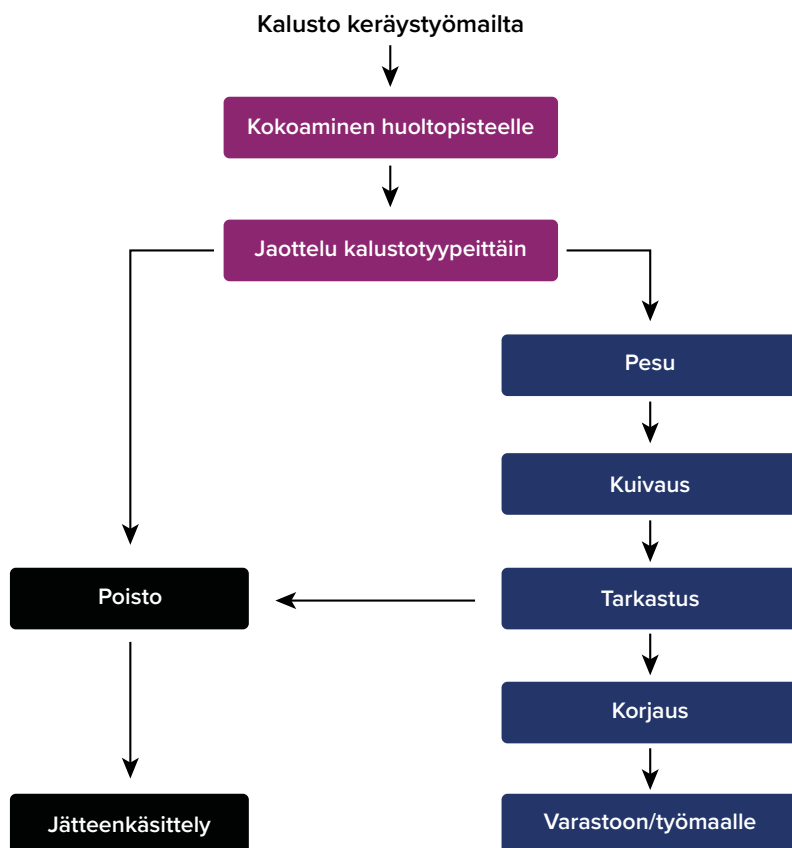 Kalusto keräystyömailta
Kokoaminen huoltopisteelle
Jaottelu kalustotyypeittäin
Pesu
Kuivaus
Poisto
Tarkastus
Korjaus
Jätteenkäsittely
Varastoon/työmaalle